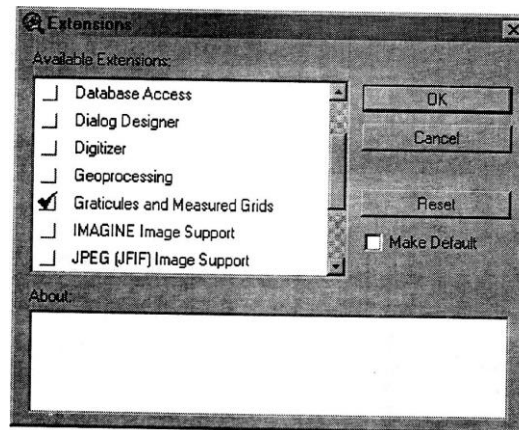 Extensions
Available Extensions:
Database Access
Dialog Designer
Digitizer
Geoprocessing
Graticules and Measured Grids
IMAGINE Image Support
JPEG (JFIF) Image Support
OK
Cancel
Reset
Make Default
About: